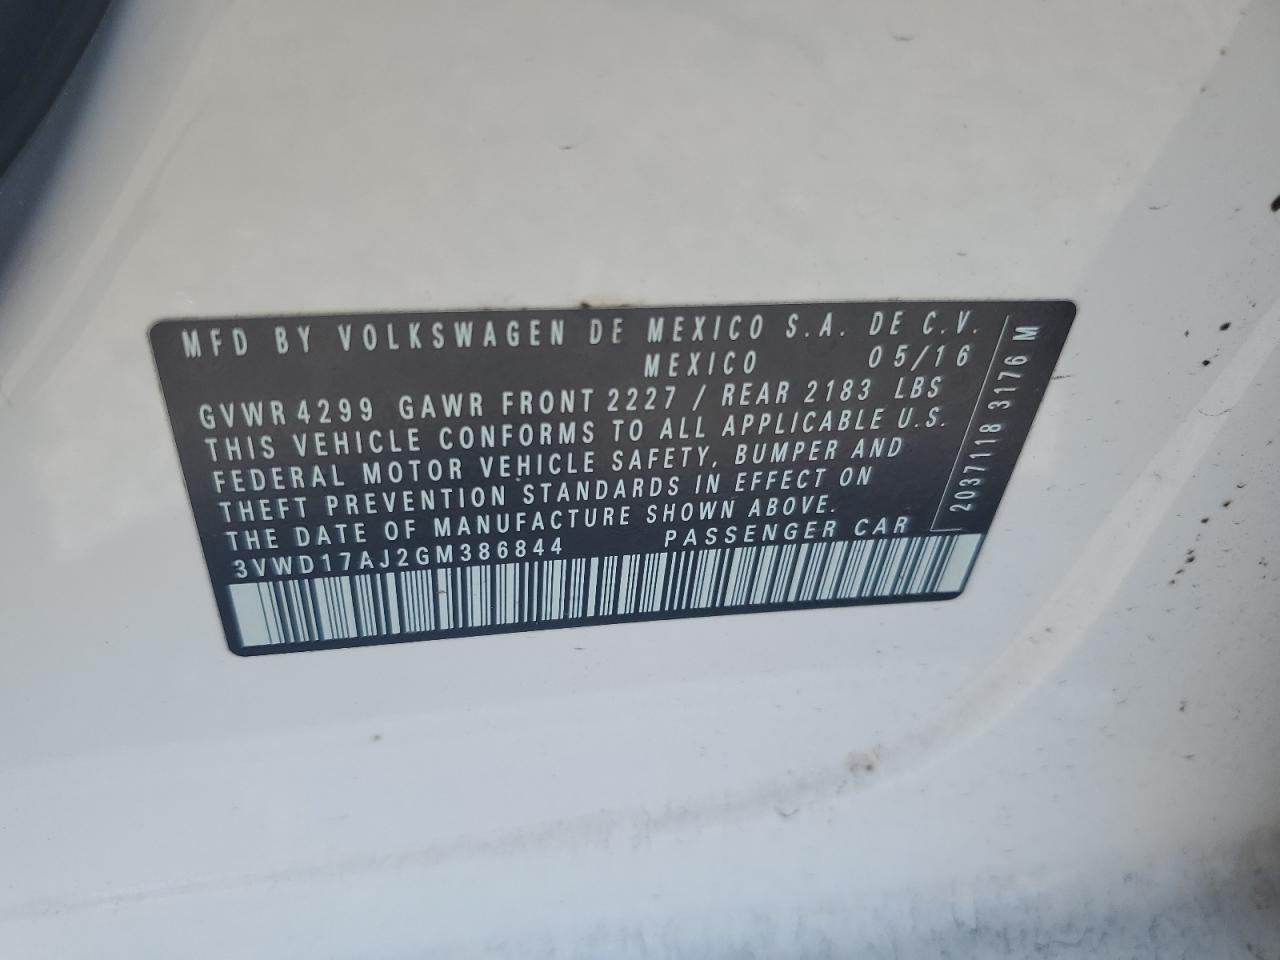 MFD BY VOLKSWAGEN DE MEXICO S.A. DE C.V.
MEXICO 05/16
GVWR 4299 GAWR FRONT 2227 / REAR 2183 LBS
THIS VEHICLE CONFORMS TO ALL APPLICABLE U.S.
FEDERAL MOTOR VEHICLE SAFETY, BUMPER AND
THEFT PREVENTION STANDARDS IN EFFECT ON
THE DATE OF MANUFACTURE SHOWN ABOVE.
3VWD17AJ2GM386844 PASSENGER CAR
2037118 3176 M